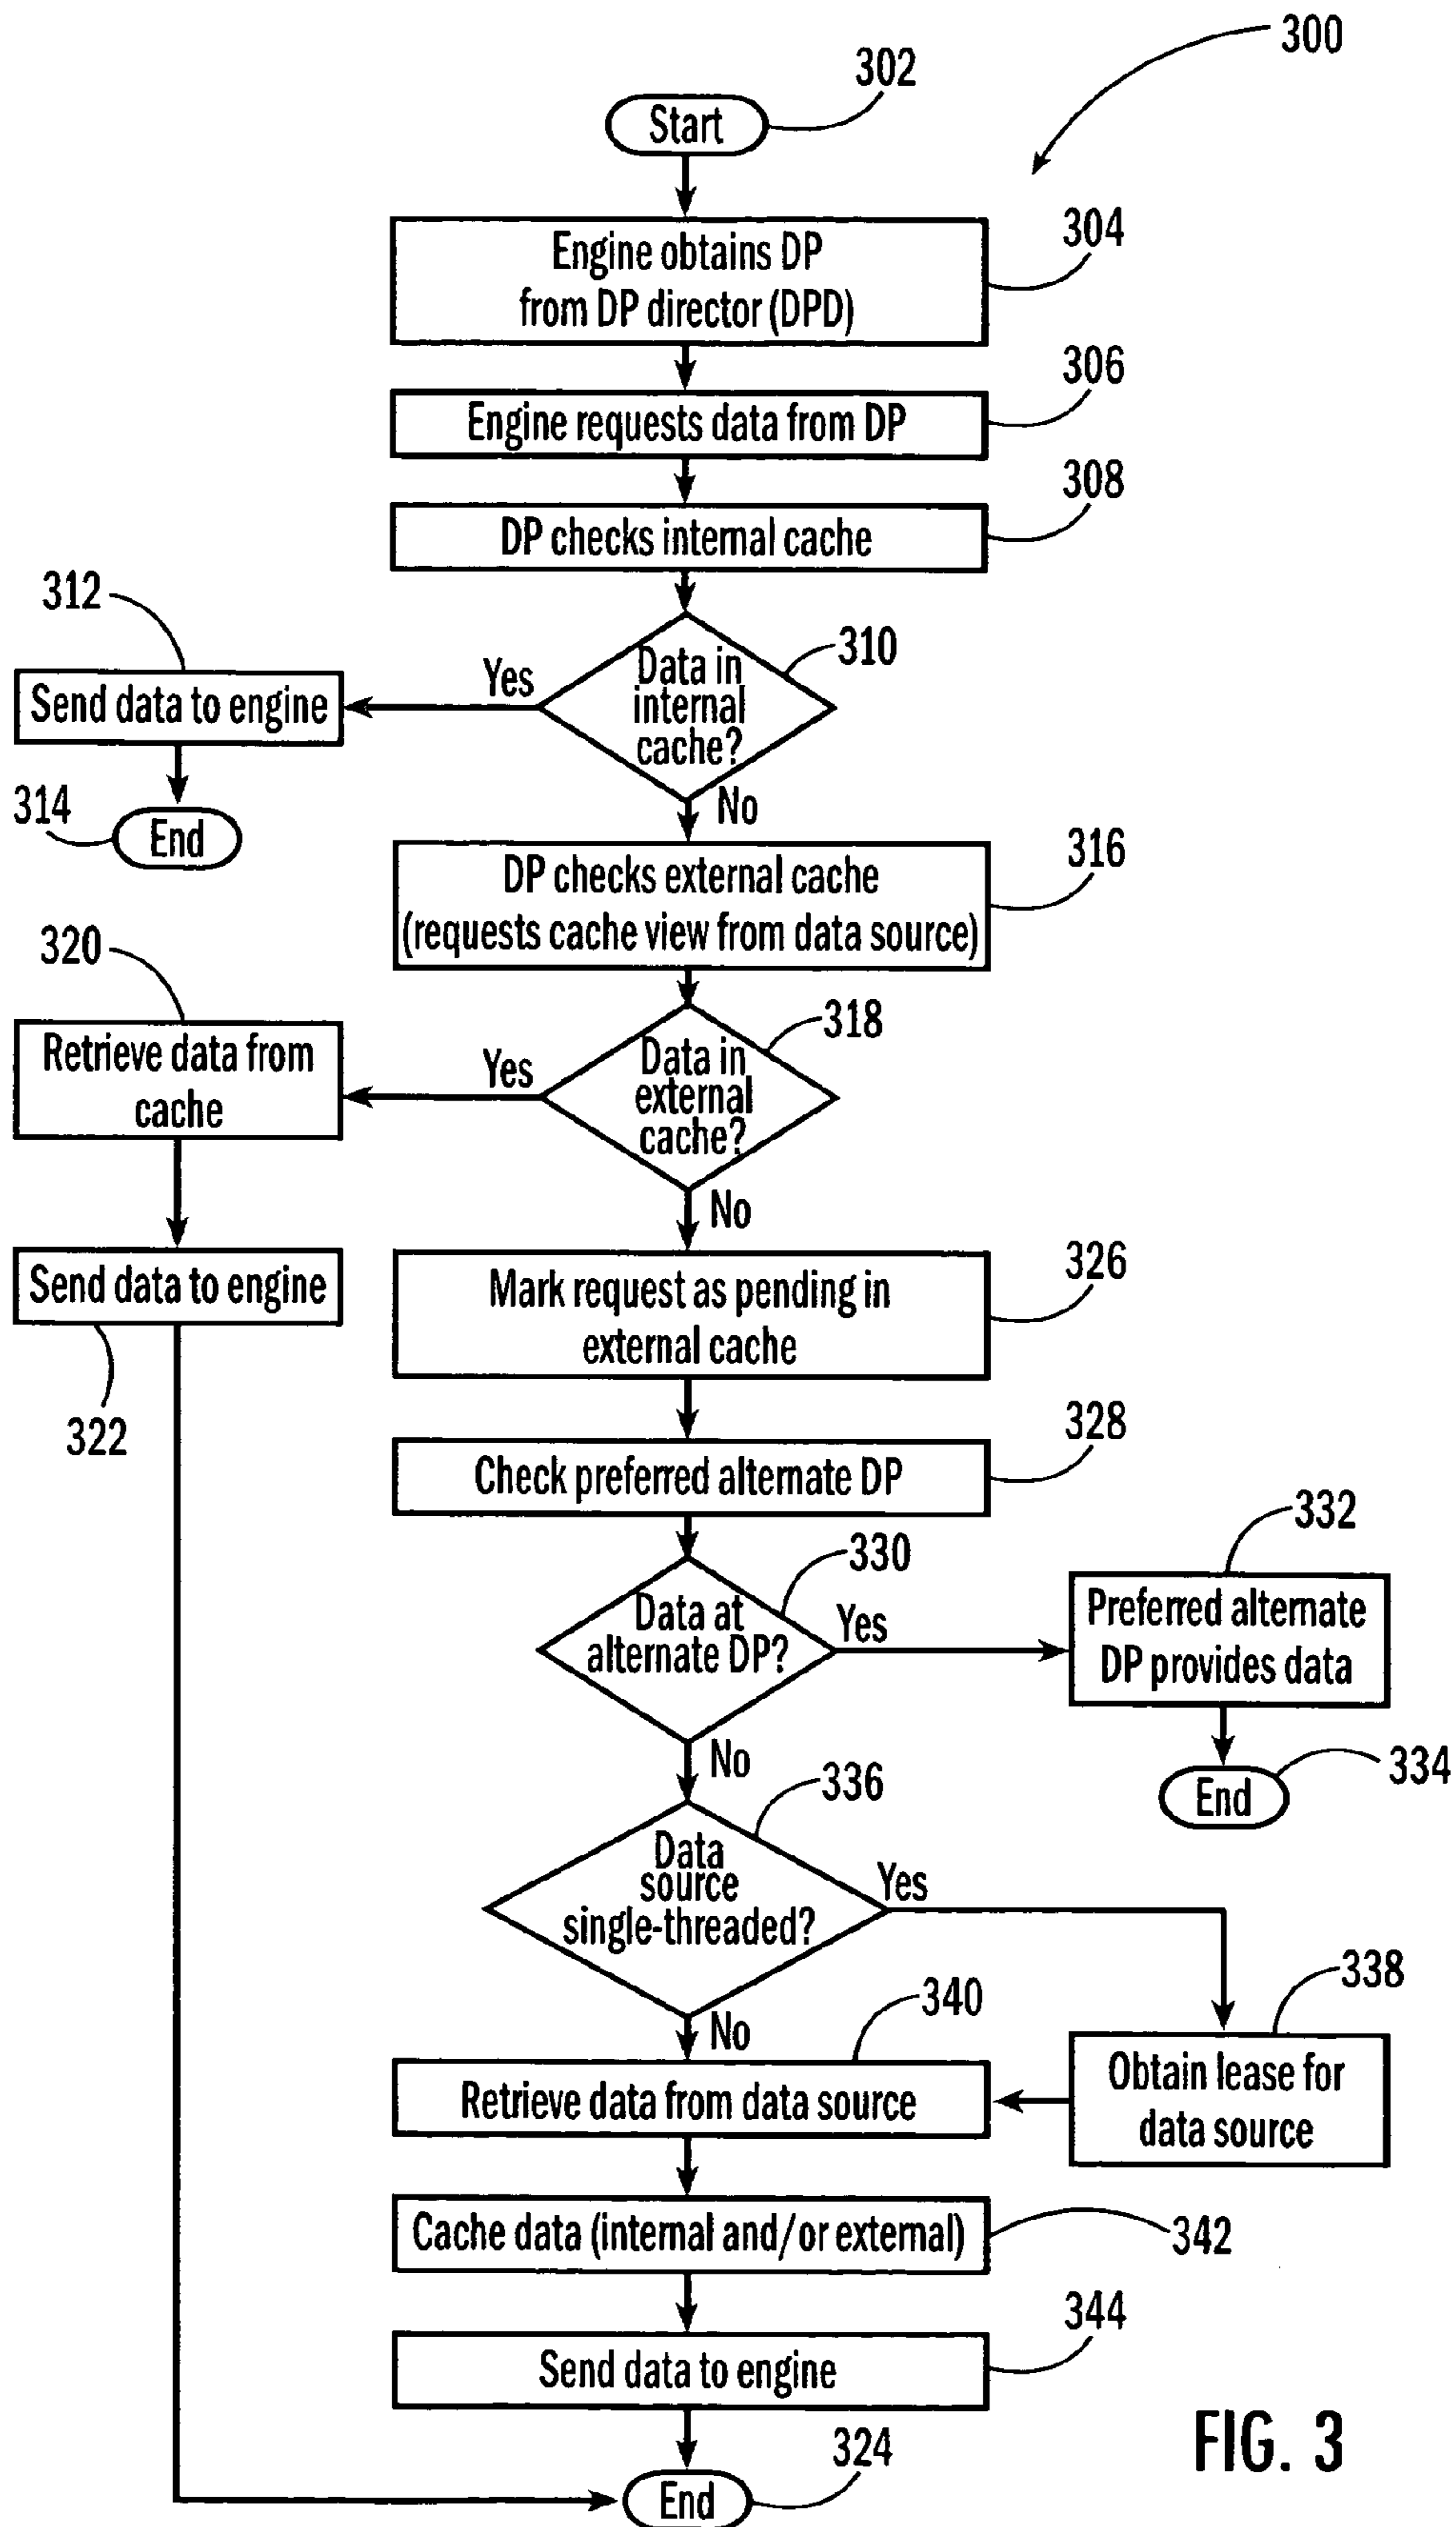 300
302
Start
304
Engine obtains DP
from DP director (DPD)
306
Engine requests data from DP
308
DP checks internal cache
312
310
Send data to engine
Yes
Data in
internal
cache?
314
End
No
316
DP checks external cache
(requests cache view from data source)
320
318
Retrieve data from
cache
Yes
Data in
external
cache?
No
326
Send data to engine
Mark request as pending in
external cache
322
328
Check preferred alternate DP
332
330
Data at
alternate DP?
Yes
Preferred alternate
DP provides data
No
334
End
336
Data
source
single-threaded?
Yes
338
340
No
Retrieve data from data source
Obtain lease for
data source
Cache data (internal and/or external)
342
344
Send data to engine
324
End
FIG. 3